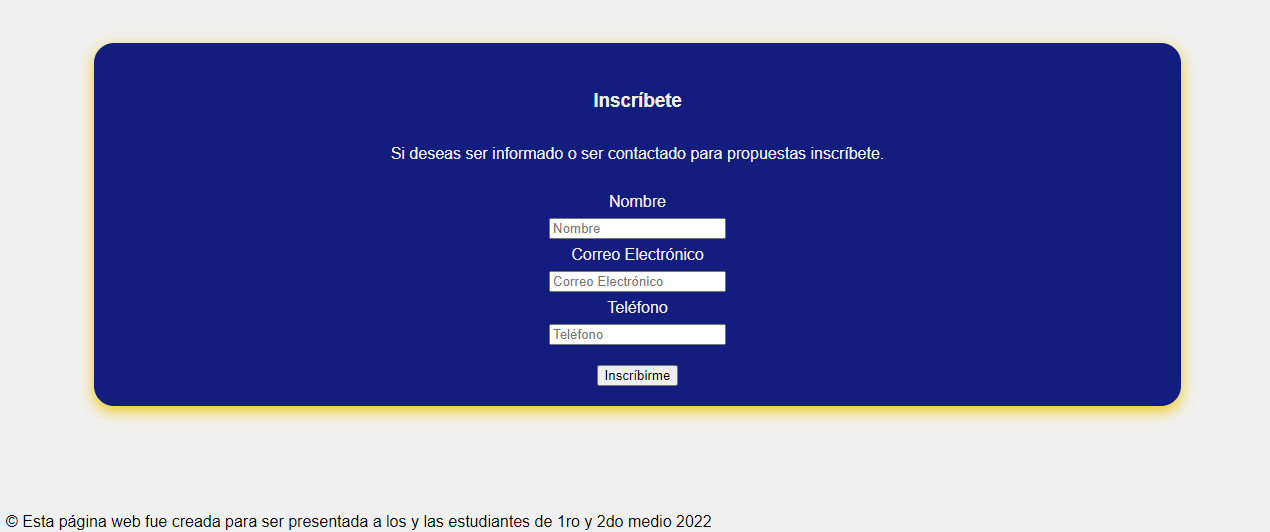 Inscríbete
Si deseas ser informado o ser contactado para propuestas inscríbete.
Nombre
Nombre
Correo Electrónico
Correo Electrónico
Teléfono
Teléfono
Inscríbirme
© Esta página web fue creada para ser presentada a los y las estudiantes de 1ro y 2do medio 2022